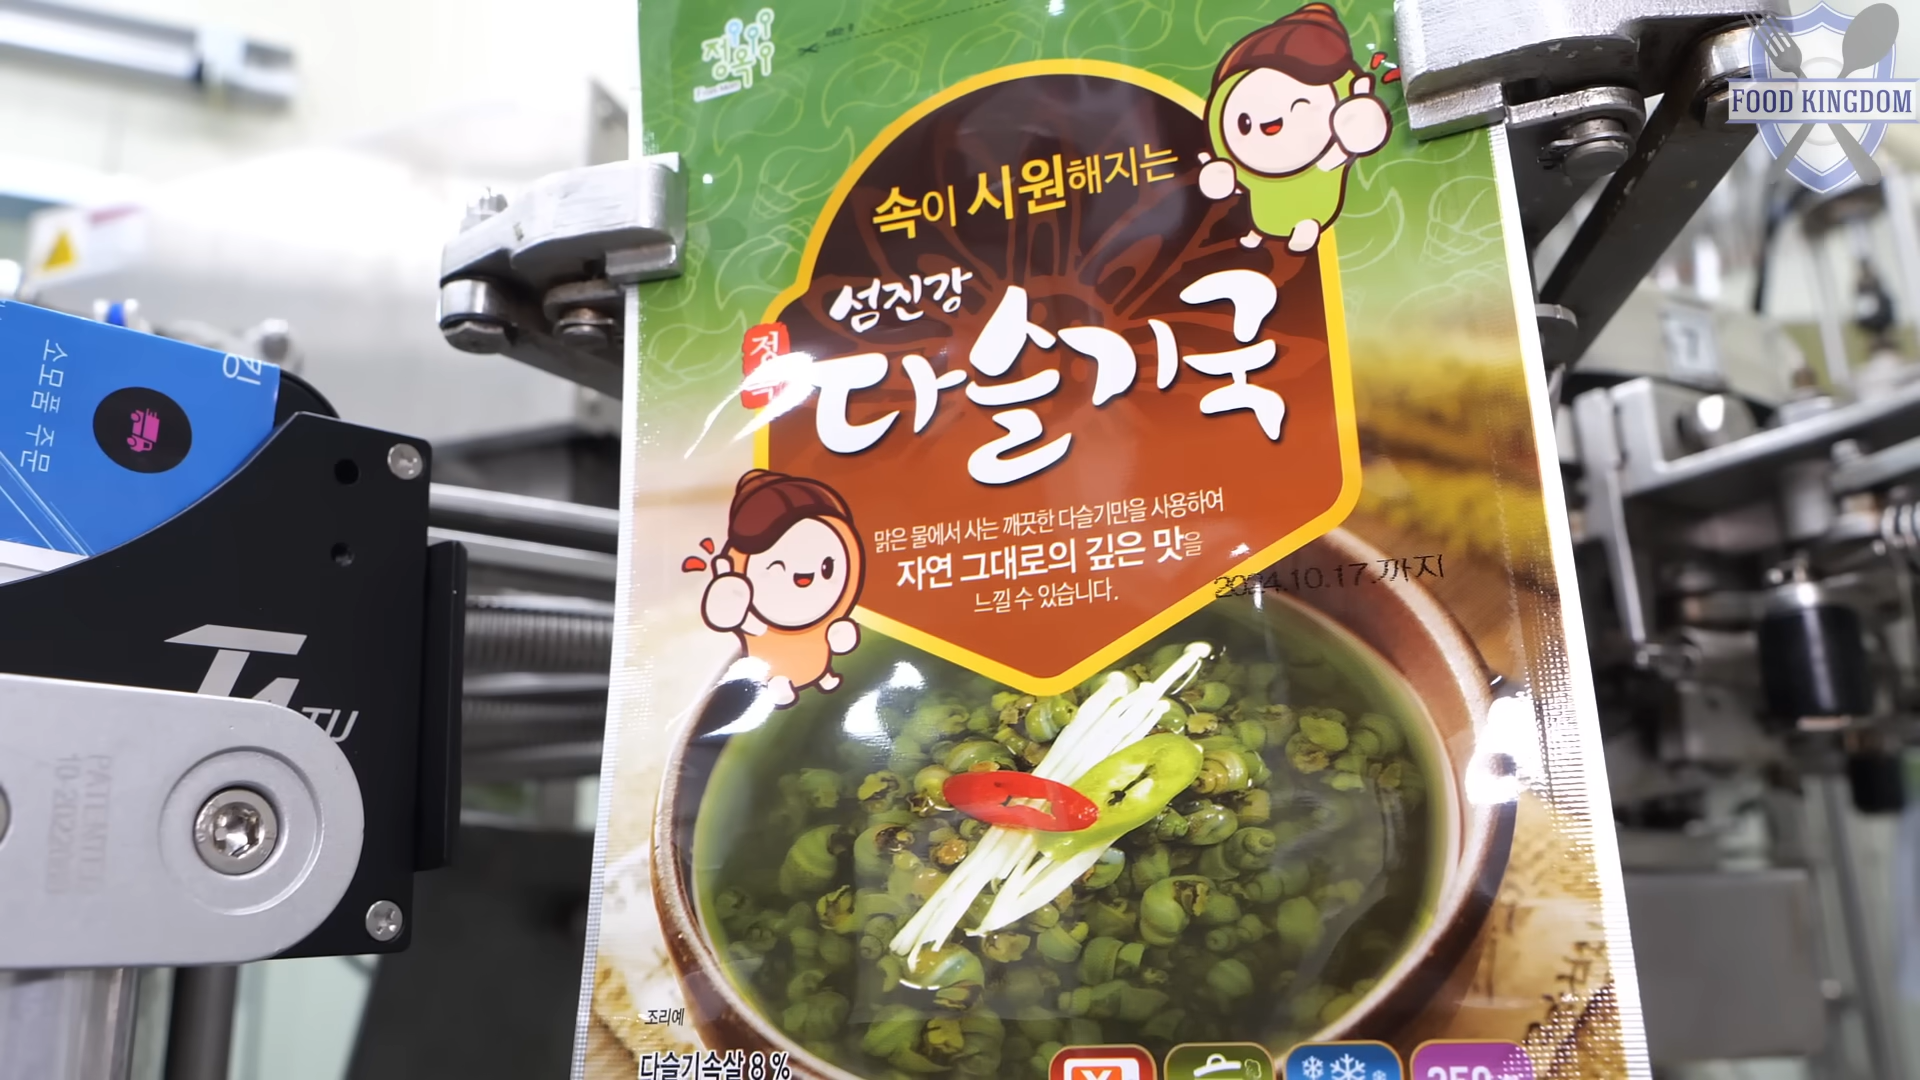 정옥
FOOD KINGDOM
속이 시원해지는
섬진강
다슬기국
맑은 물에서 사는 깨끗한 다슬기만을 사용하여
자연 그대로의 깊은 맛을
느낄 수 있습니다.
2024.10.17.까지
소모품 주문
조리예
다슬기속살 8 %